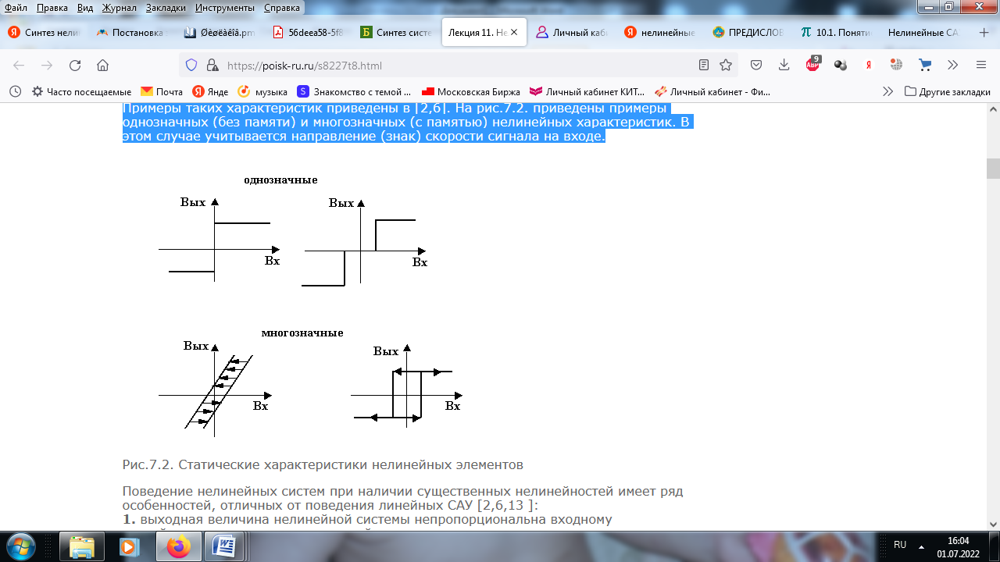 Файл Правка Вид Журнал Закладки Инструменты Справка
Синтез нели Постановка Øèøèàéîâ.pm 56deea58-5f8 Синтез систе Лекция 11. Не Личный каб нелинейные ПРЕДИСЛОВ 10.1. Поняти Нелинейные СА
https://poisk-ru.ru/s8227t8.html
9
ABP
Часто посещаемые Почта Янде музыка Знакомство с темой ... Московская Биржа Личный кабинет КИТ... Личный кабинет - Фи... Другие закладки
Примеры таких характеристик приведены в [2,6]. На рис.7.2. приведены примеры
однозначных (без памяти) и многозначных (с памятью) нелинейных характеристик. В
этом случае учитывается направление (знак) скорости сигнала на входе.
однозначные
Вых Вых
Вх Вх
многозначные
Вых Вых
Вх Вх
Рис.7.2. Статические характеристики нелинейных элементов
Поведение нелинейных систем при наличии существенных нелинейностей имеет ряд
особенностей, отличных от поведения линейных САУ [2,6,13 ]:
1. выходная величина нелинейной системы непропорциональна входному
RU 16:04
01.07.2022